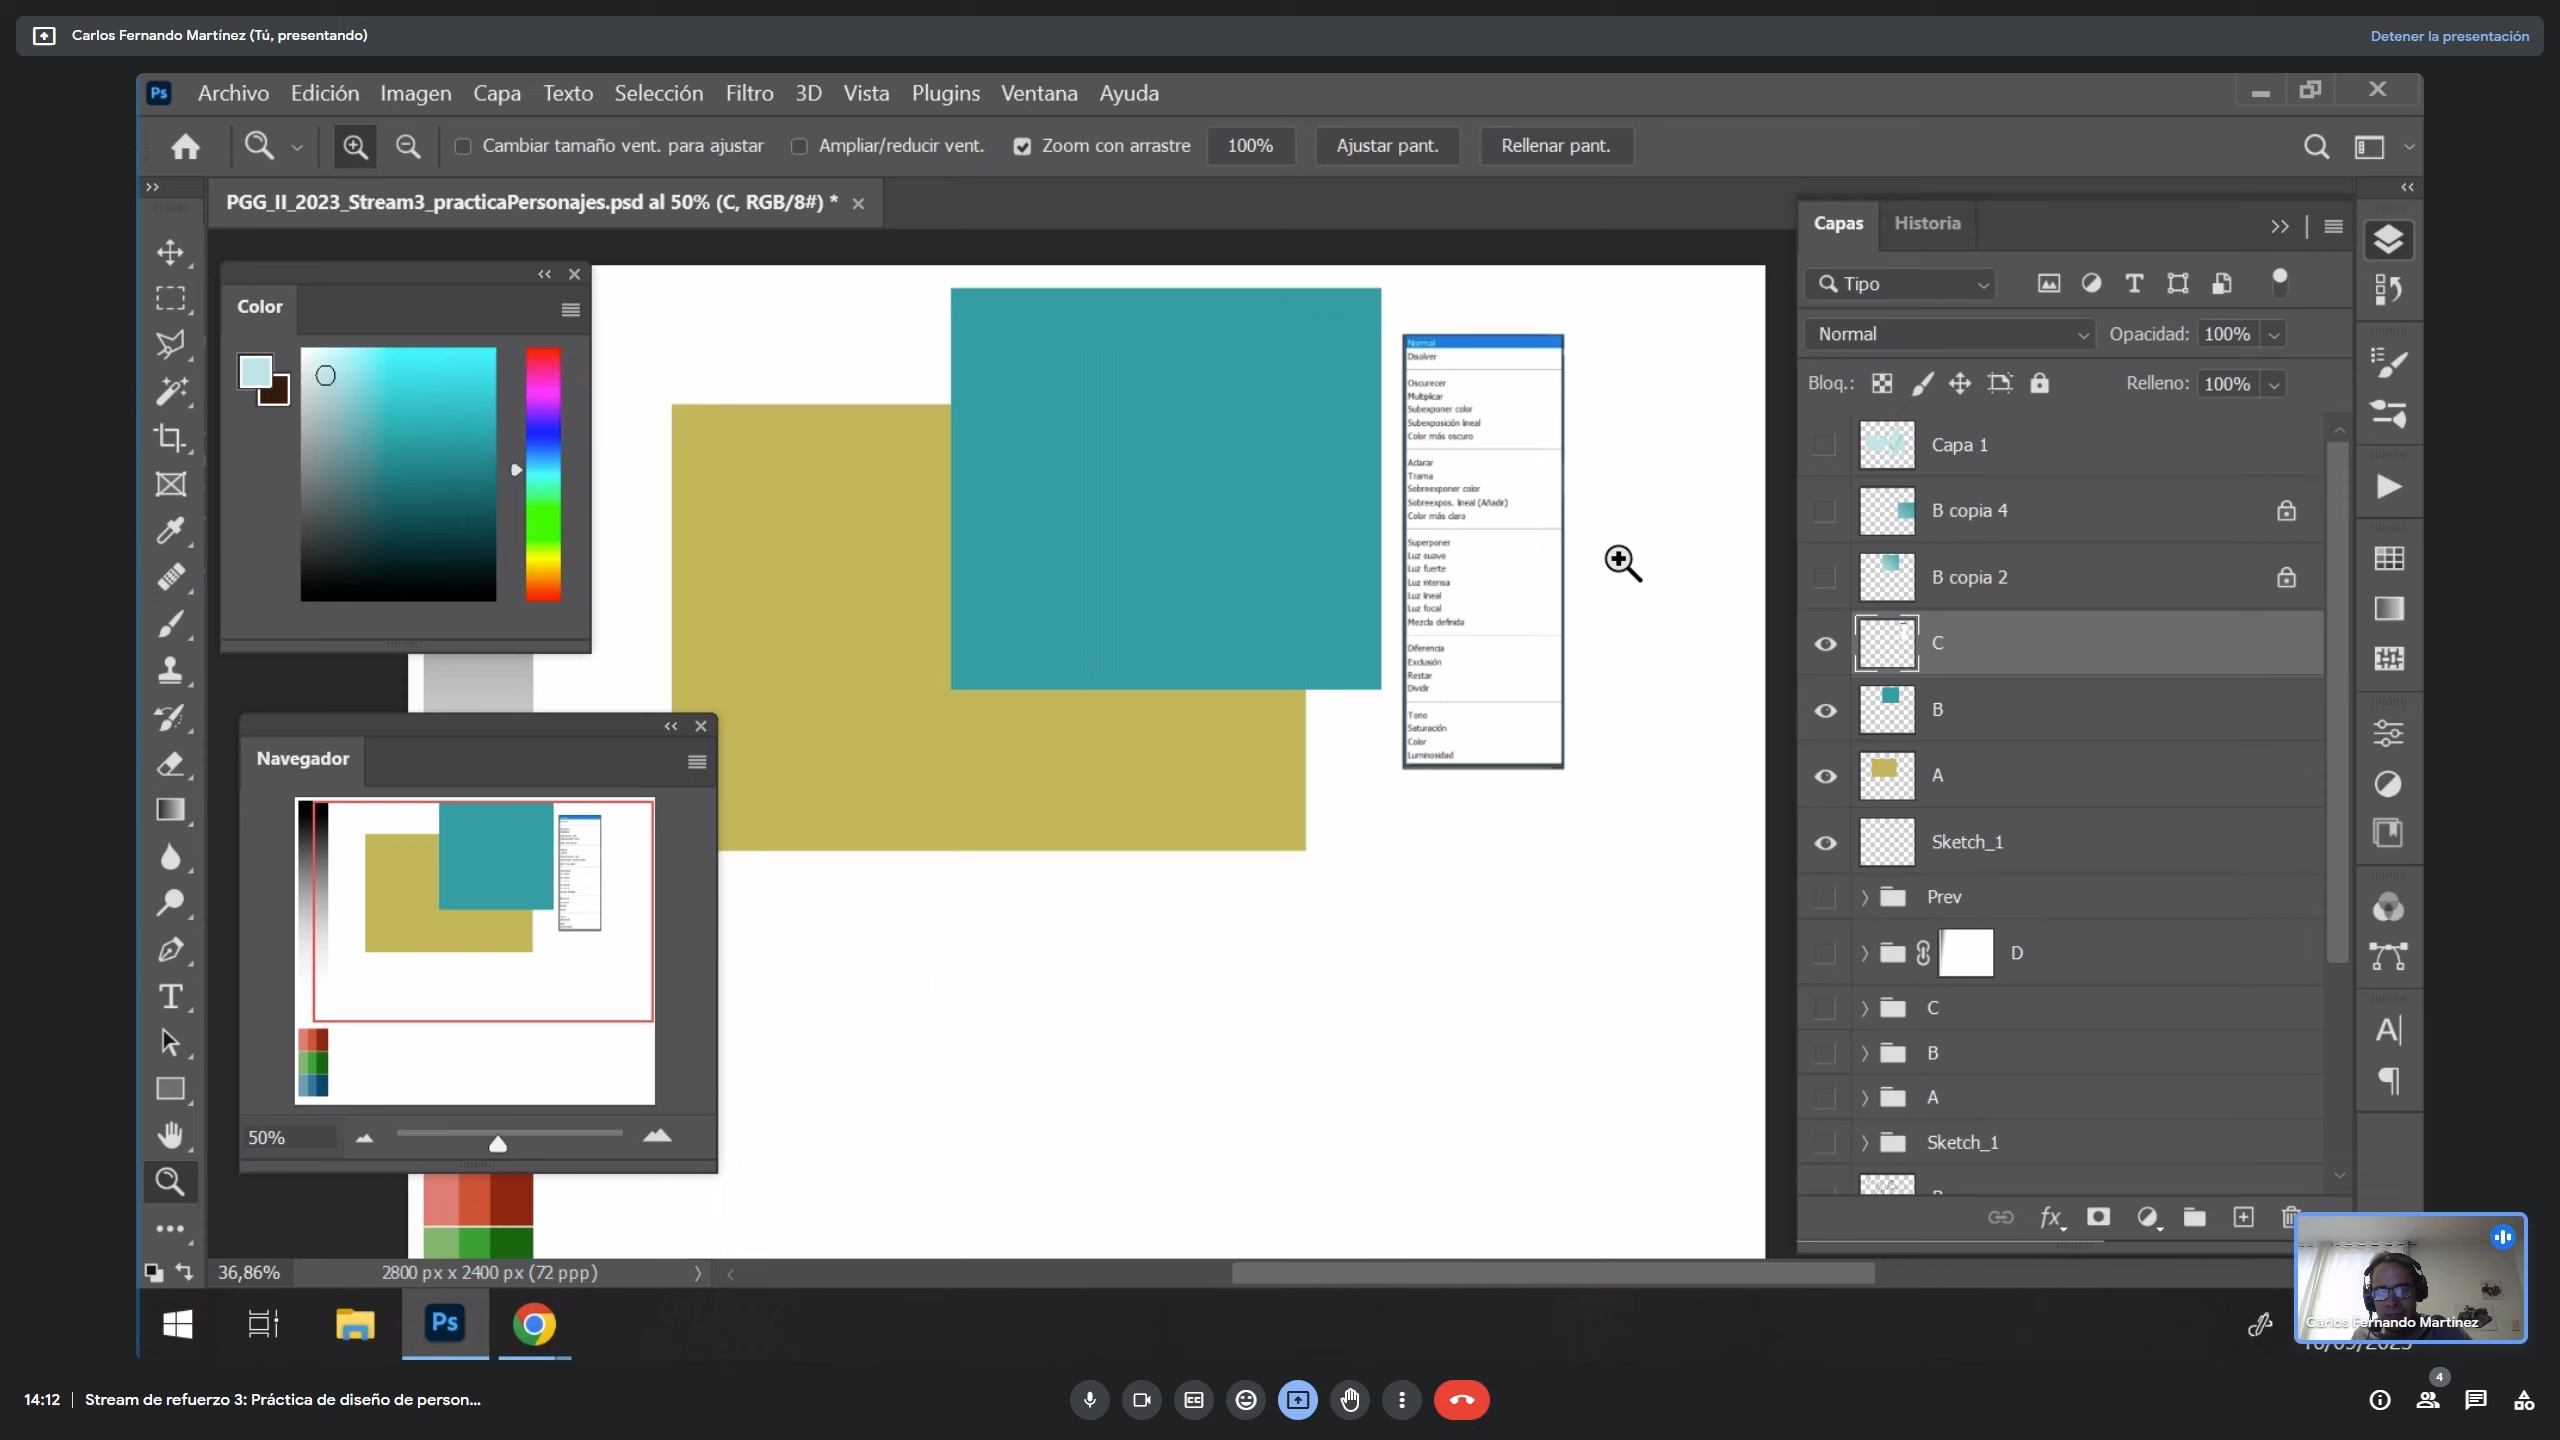 Carlos Fernando Martínez (Tú, presentando)
Detener la presentación
Ps Archivo Edición Imagen Capa Texto Selección Filtro 3D Vista Plugins Ventana Ayuda
Cambiar tamaño vent. para ajustar Ampliar/reducir vent. Zoom con arrastre 100% Ajustar pant. Rellenar pant.
PGG_II_2023_Stream3_practicaPersonajes.psd al 50% (C, RGB/8#) *
Color
Navegador
50%
Normal
Disolver
Oscurecer
Multiplicar
Subexponer color
Subexposición lineal
Color más oscuro
Aclarar
Trama
Sobreexponer color
Sobreexpos. lineal (Añadir)
Color más claro
Superponer
Luz suave
Luz fuerte
Luz intensa
Luz lineal
Luz focal
Mezcla definida
Diferencia
Exclusión
Restar
Dividir
Tono
Saturación
Color
Luminosidad
Capas Historia
Tipo
Normal Opacidad: 100%
Bloq.: Relleno: 100%
Capa 1
B copia 4
B copia 2
C
B
A
Sketch_1
Prev
D
C
B
A
Sketch_1
fx
36,86% 2800 px x 2400 px (72 ppp)
Ps
Carlos Fernando Martínez
14:12 | Stream de refuerzo 3: Práctica de diseño de person...
4